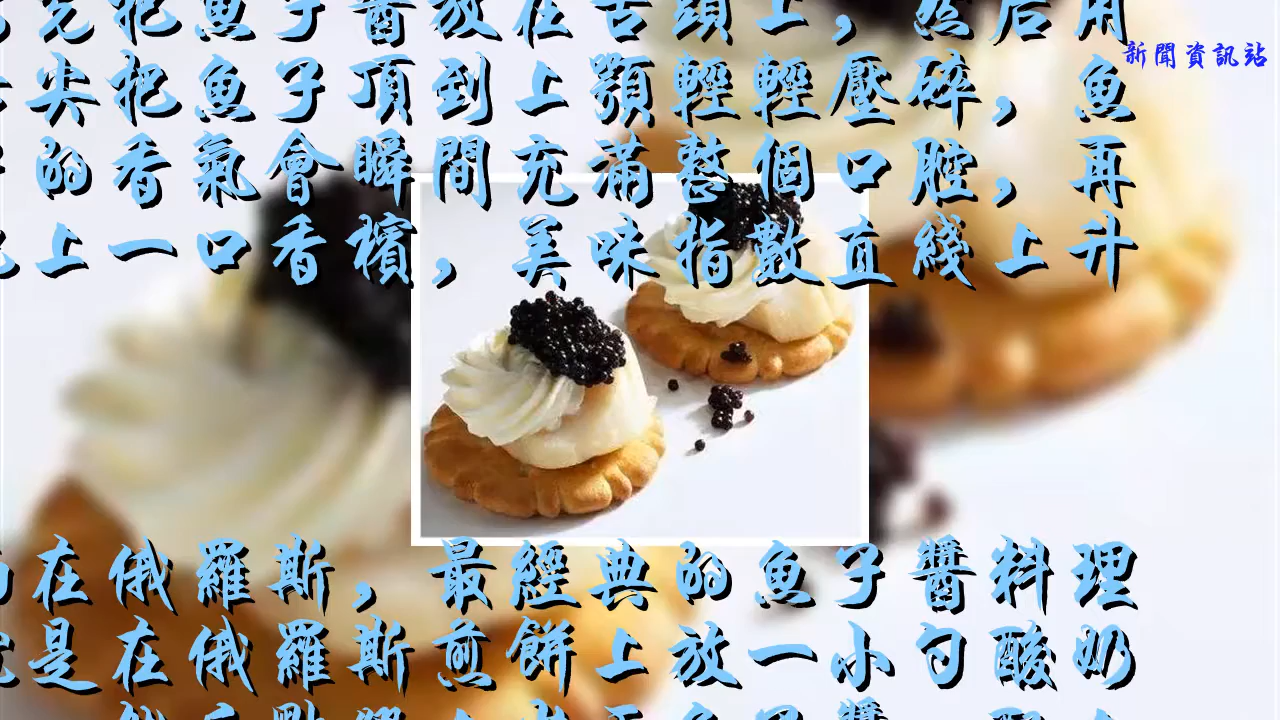 先把魚子醬放在舌頭上，然后用
尖把魚子頂到上顎輕輕壓碎，魚
的香氣會瞬間充滿整個口腔，再
上一口香檳，美味指數直綫上升
在俄羅斯，最經典的魚子醬料理
是在俄羅斯煎餅上放一小勺酸奶
新聞資訊站